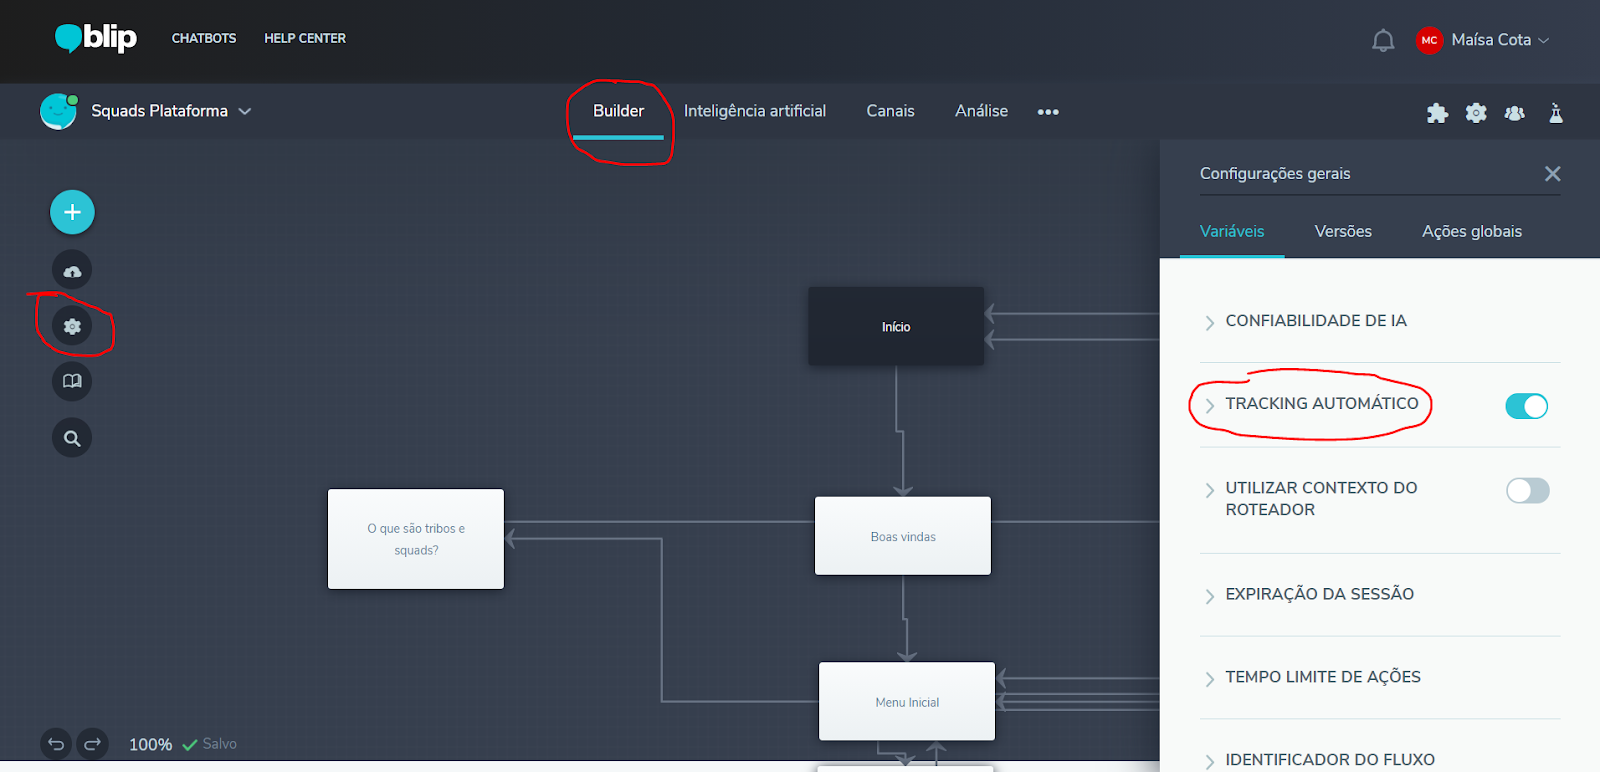 blip
CHATBOTS
HELP CENTER
MC
Maísa Cota
Squads Plataforma
Builder
Inteligência artificial
Canais
Análise
Configurações gerais
Variáveis
Versões
Ações globais
CONFIABILIDADE DE IA
TRACKING AUTOMÁTICO
UTILIZAR CONTEXTO DO
ROTEADOR
EXPIRAÇÃO DA SESSÃO
TEMPO LIMITE DE AÇÕES
IDENTIFICADOR DO FLUXO
Início
O que são tribos e
squads?
Boas vindas
Menu Inicial
100%
Salvo